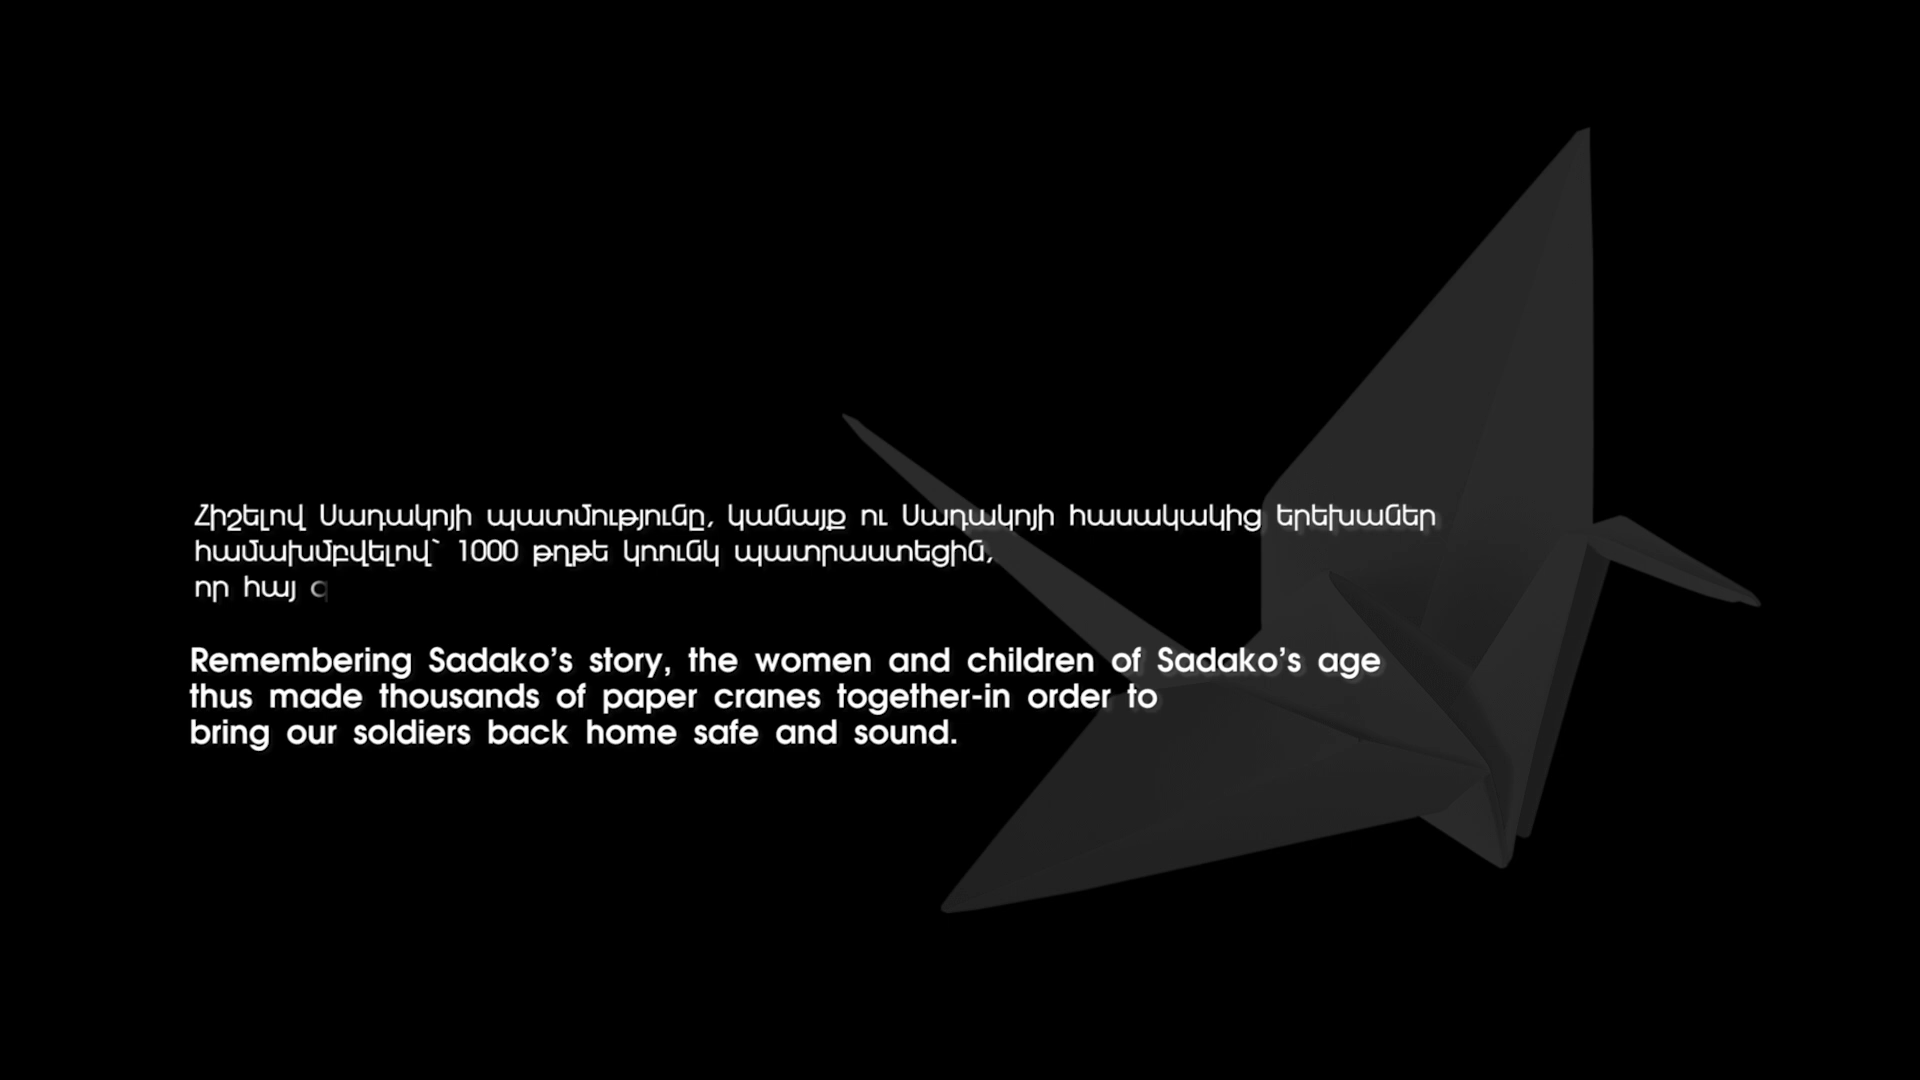 Հիշելով Սադակոյի պատմությունը, կանայք ու Սադակոյի հասակակից երեխաներ
համախմբվելով՝ 1000 թղթե կռունկ պատրաստեցին,
որ հայ զ
Remembering Sadako’s story, the women and children of Sadako’s age
thus made thousands of paper cranes together-in order to
bring our soldiers back home safe and sound.